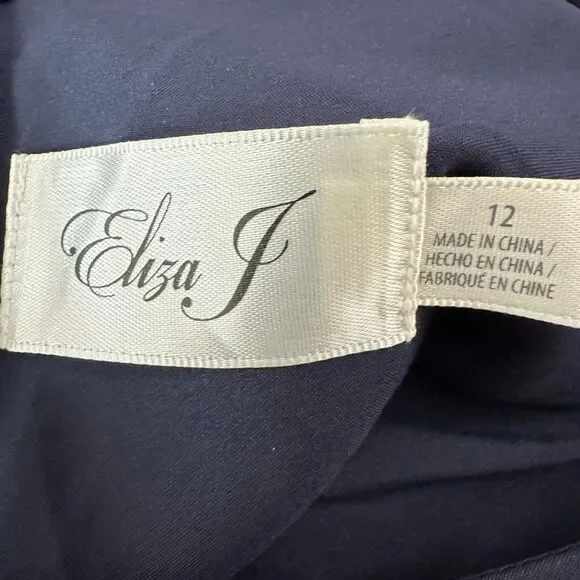 Eliza J
12
MADE IN CHINA /
HECHO EN CHINA /
FABRIQUÉ EN CHINE